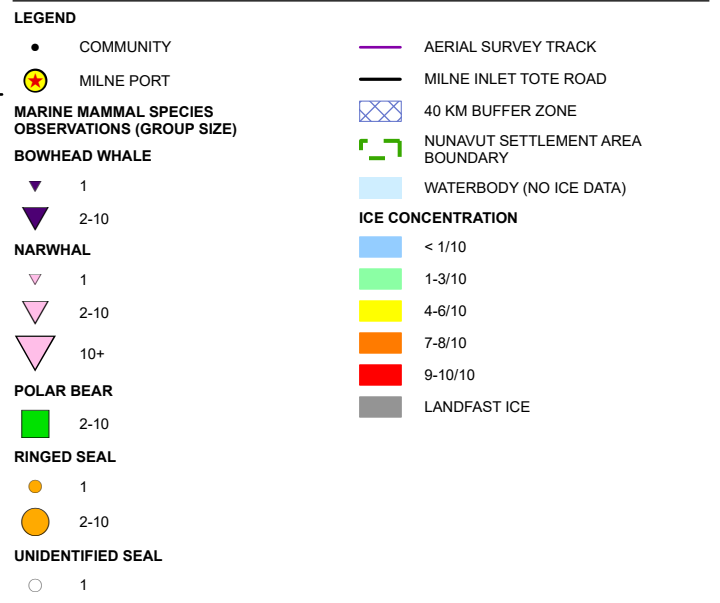 LEGEND
COMMUNITY
MILNE PORT
MARINE MAMMAL SPECIES
OBSERVATIONS (GROUP SIZE)
BOWHEAD WHALE
1
2-10
NARWHAL
1
2-10
10+
POLAR BEAR
2-10
RINGED SEAL
1
2-10
UNIDENTIFIED SEAL
1
AERIAL SURVEY TRACK
MILNE INLET TOTE ROAD
40 KM BUFFER ZONE
NUNAVUT SETTLEMENT AREA
BOUNDARY
WATERBODY (NO ICE DATA)
ICE CONCENTRATION
< 1/10
1-3/10
4-6/10
7-8/10
9-10/10
LANDFAST ICE